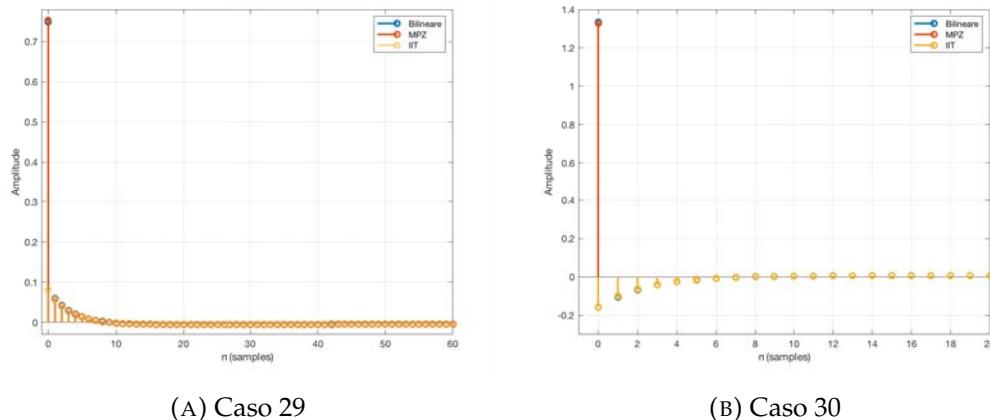 0.7
0.6
0.5
0.4
0.3
0.2
0.1
0
Amplitude
0 10 20 30 40 50 60
n (samples)
Bilineare
MPZ
IIT
(A) Caso 29
1.4
1.2
1
0.8
0.6
0.4
0.2
0
-0.2
Amplitude
0 2 4 6 8 10 12 14 16 18 20
n (samples)
Bilineare
MPZ
IIT
(B) Caso 30